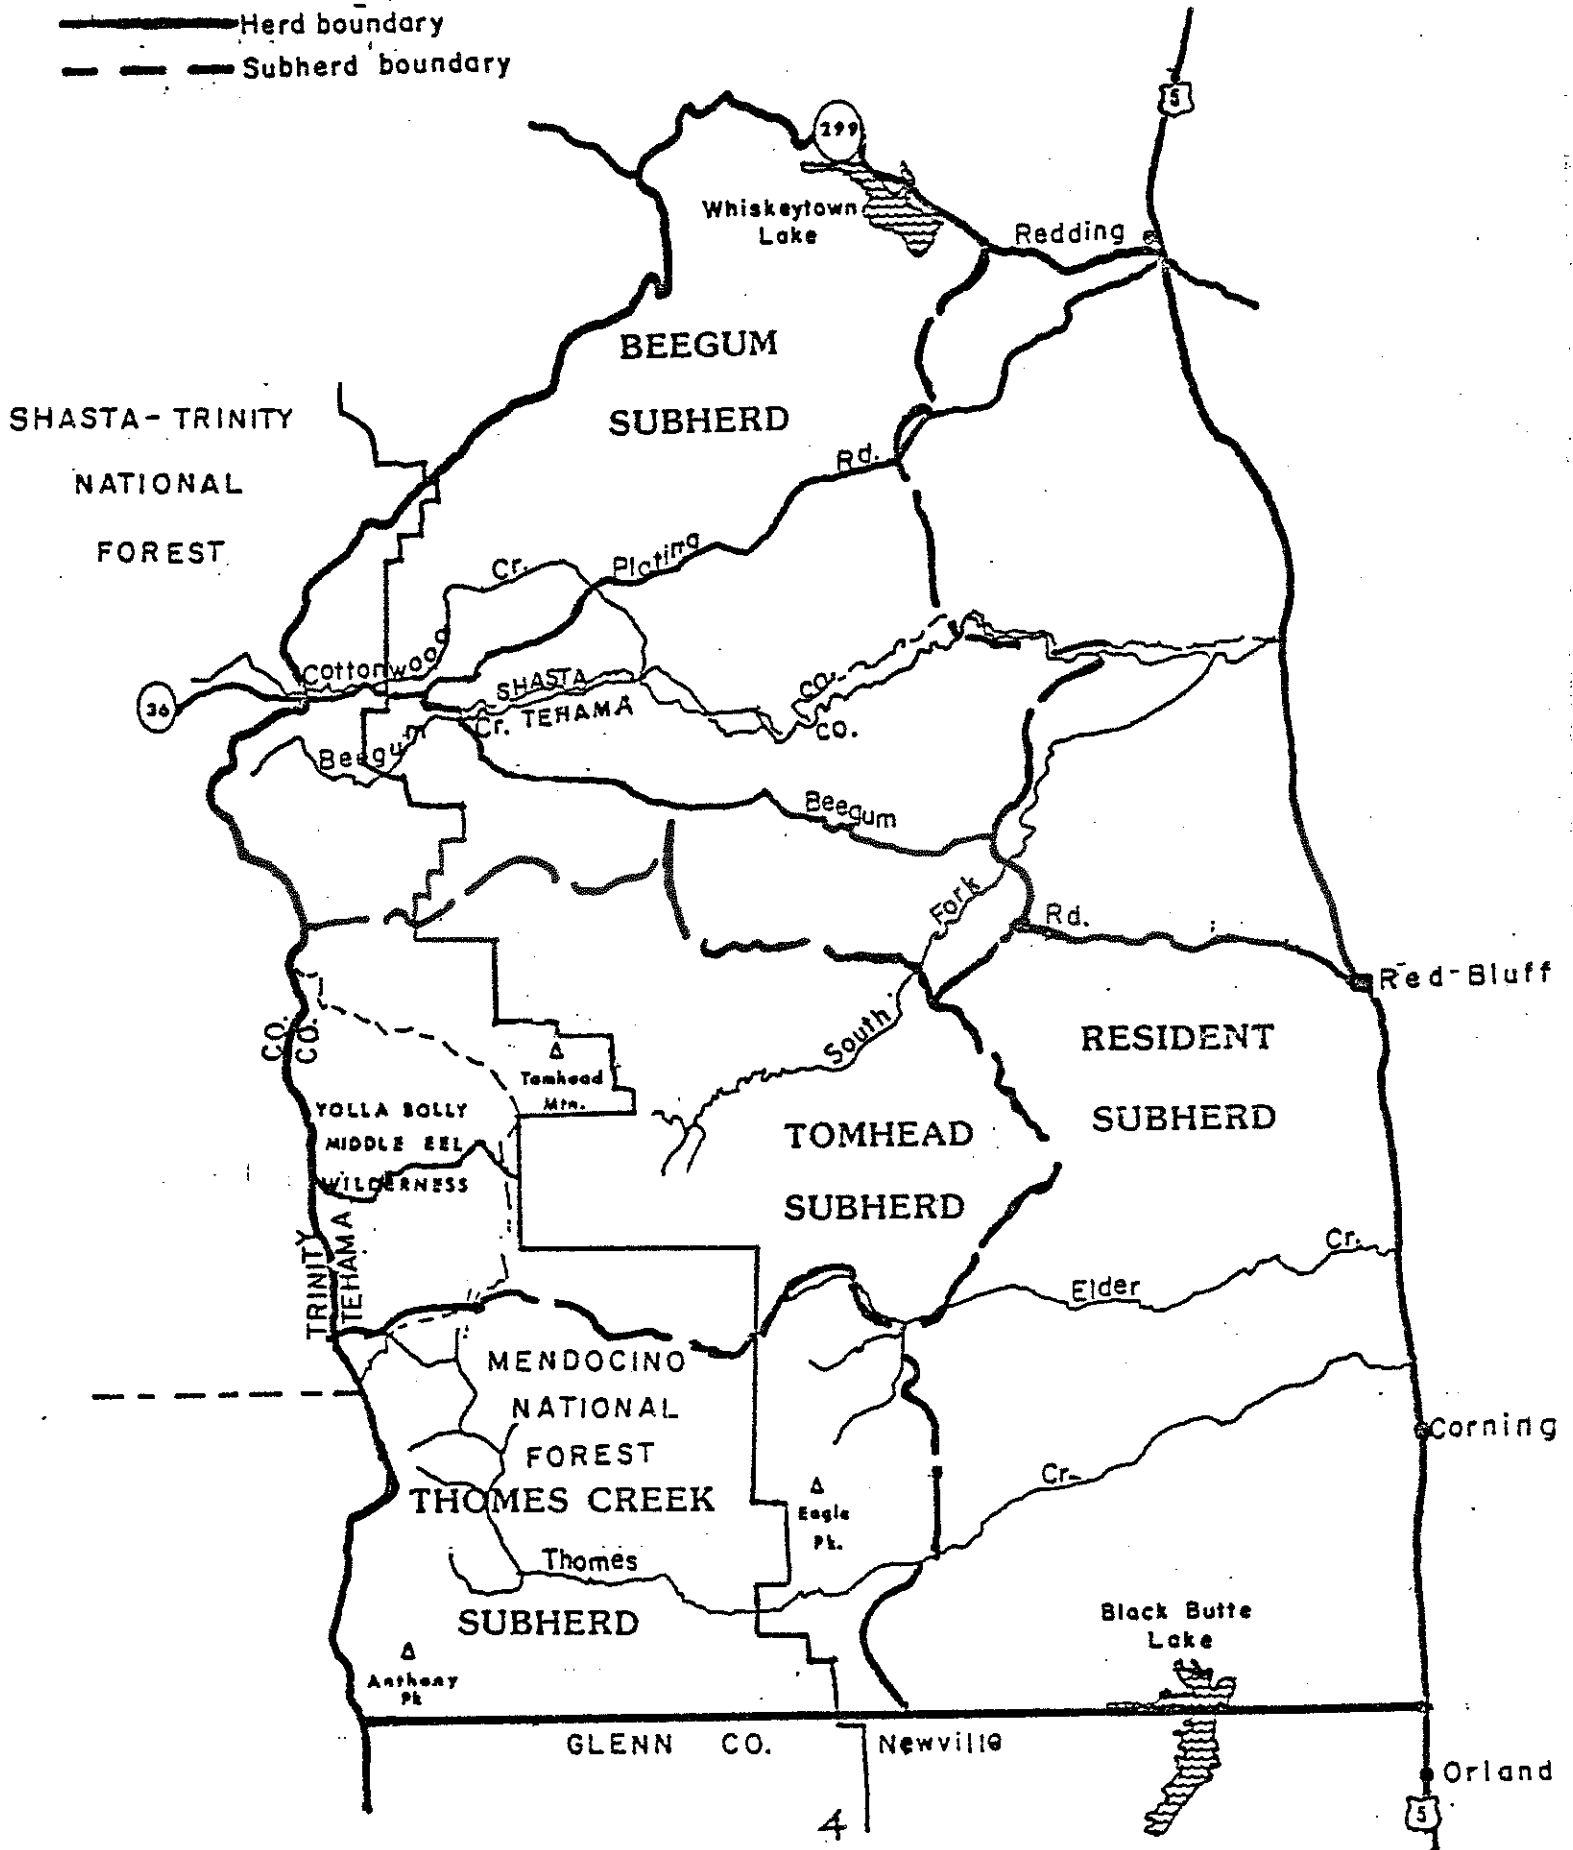 Herd boundary
Subherd boundary
5
299
Whiskeytown
Lake
Redding
BEEGUM
SUBHERD
SHASTA-TRINITY
NATIONAL
FOREST
Rd.
Platina
Cr.
Cottonwood
36
SHASTA
CO.
TEHAMA
CO.
Cr.
Beegum
Beegum
Fork
Rd.
Red-Bluff
South
CO.
CO.
Tomhead
Mtn.
RESIDENT
SUBHERD
YOLLA BOLLY
MIDDLE EEL
WILDERNESS
TOMHEAD
SUBHERD
TRINITY
TEHAMA
Cr.
Elder
MENDOCINO
NATIONAL
FOREST
Corning
THOMES CREEK
SUBHERD
Cr.
Eagle
Pk.
Thomes
Black Butte
Lake
Anthony
Pk
GLENN CO.
Newville
Orland
5
4